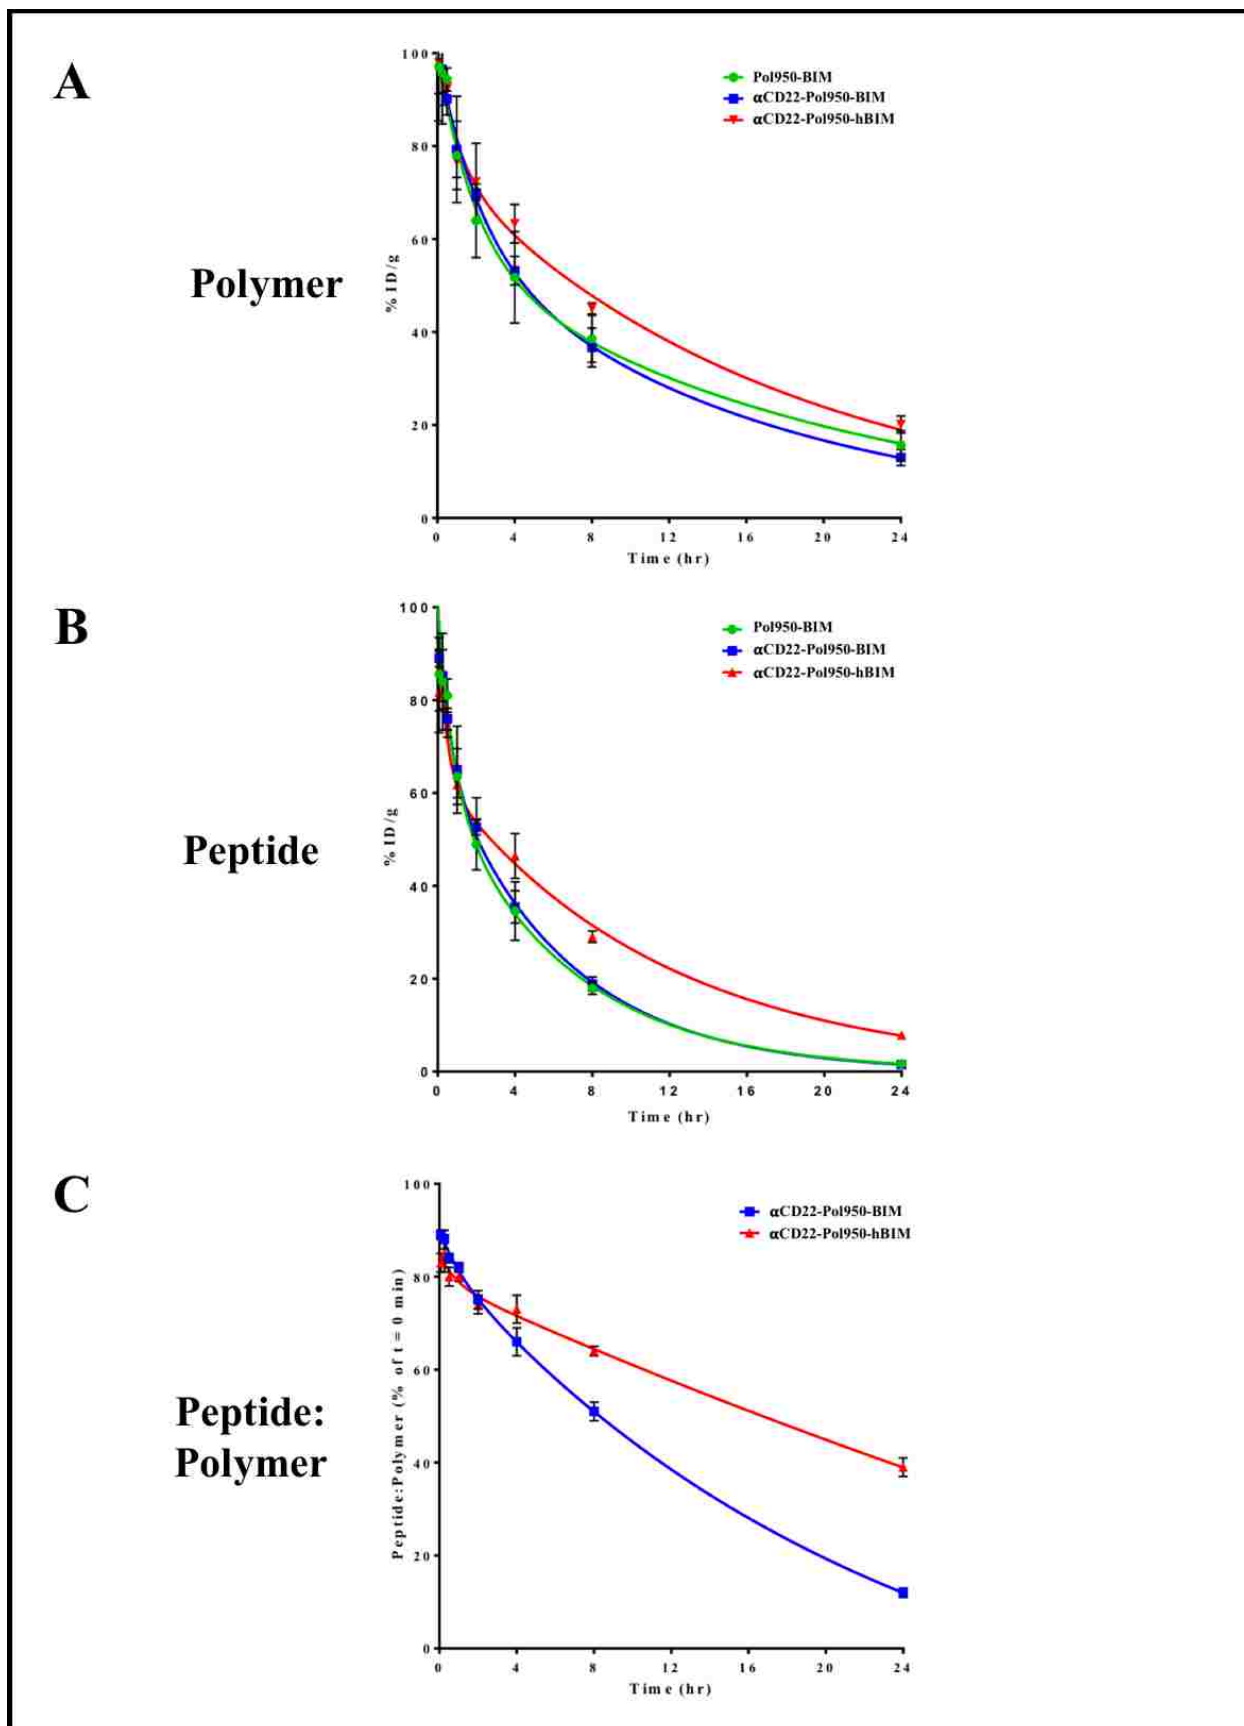 A
Polymer
% ID/g
100
80
60
40
20
0
0 4 8 12 16 20 24
Time (hr)
Pol950-BIM
αCD22-Pol950-BIM
αCD22-Pol950-hBIM
B
Peptide
% ID/g
100
80
60
40
20
0
0 4 8 12 16 20 24
Time (hr)
Pol950-BIM
αCD22-Pol950-BIM
αCD22-Pol950-hBIM
C
Peptide:
Polymer
Peptide:Polymer (% of t = 0 min)
100
80
60
40
20
0
0 4 8 12 16 20 24
Time (hr)
αCD22-Pol950-BIM
αCD22-Pol950-hBIM